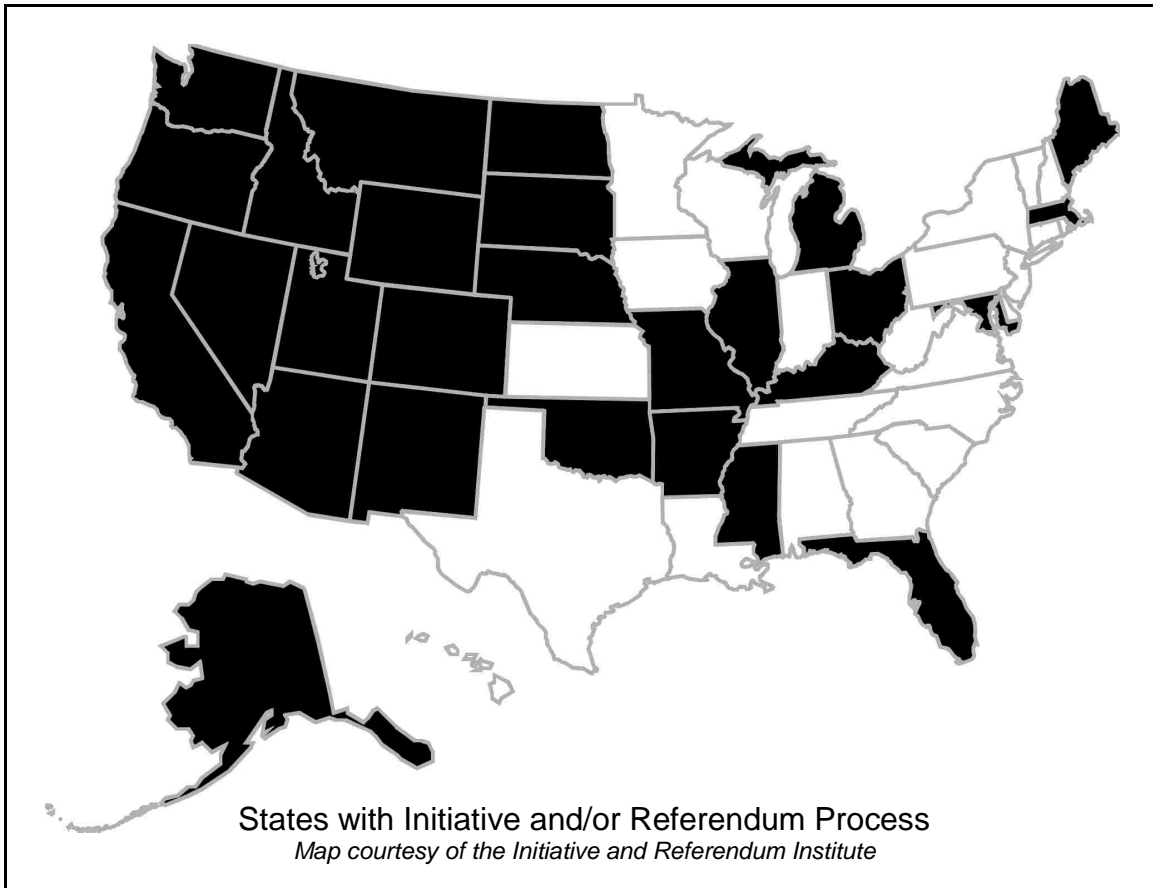 States with Initiative and/or Referendum Process
Map courtesy of the Initiative and Referendum Institute